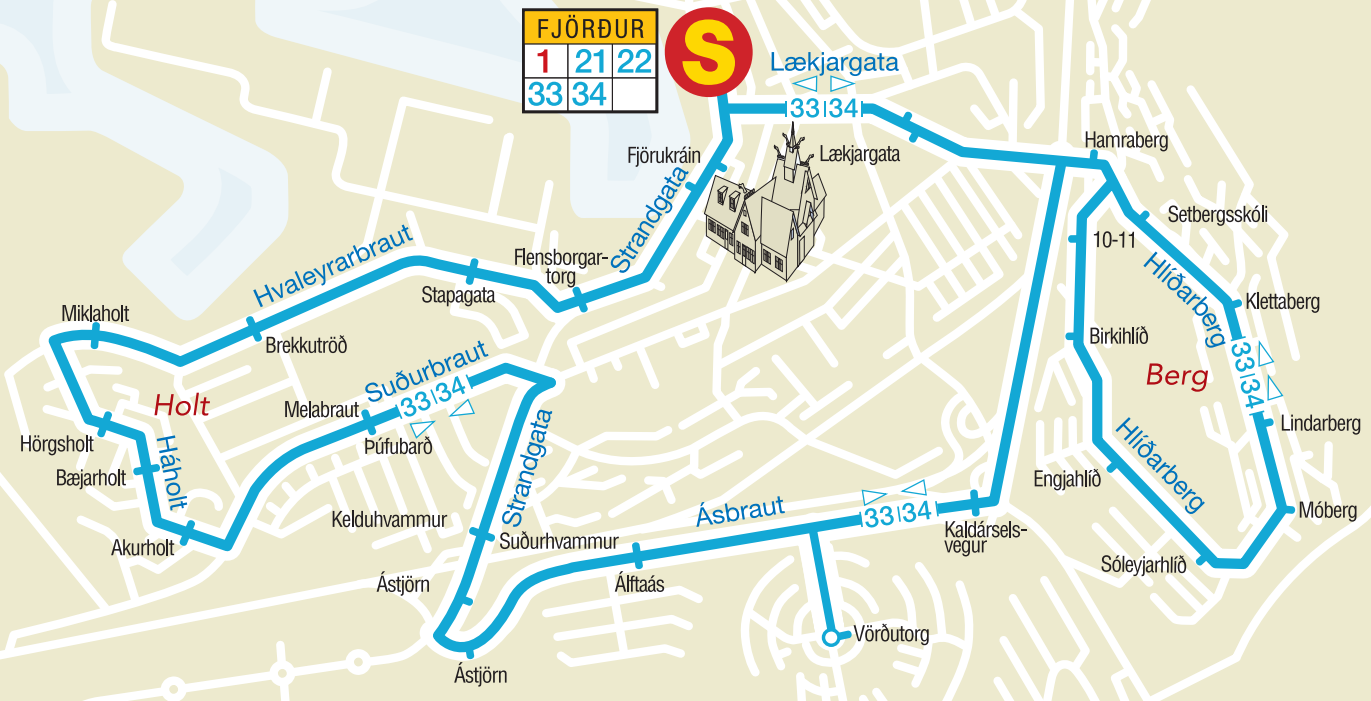 FJÖRÐUR
1 21 22
33 34
S
Lækjargata
33 34
Lækjargata
Hamraberg
Fjörukráin
Strandgata
Setbergsskóli
10-11
Hlíðarberg
Flensborgar-
torg
Hvaleyrarbraut
Stapagata
Klettaberg
Miklaholt
Brekkutröð
Birkihlíð
33 34
Berg
Suðurbraut
Holt
Melabraut
33 34
Þúfubarð
Lindarberg
Hörgsholt
Háholt
Bæjarholt
Strandgata
Hlíðarberg
Engjahlíð
Ásbraut
33 34
Kaldársels-
vegur
Móberg
Kelduhvammur
Suðurhvammur
Akurholt
Sóleyjarhlíð
Ástjörn
Álftaás
Vörðutorg
Ástjörn